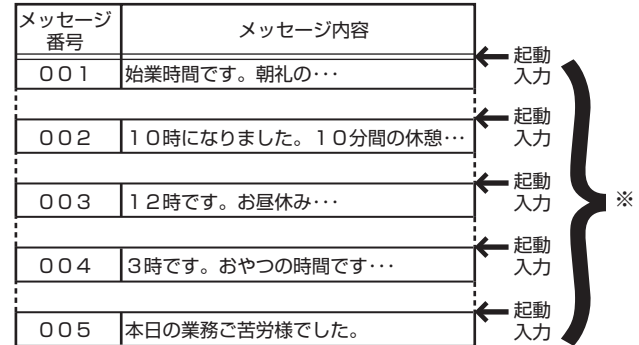 メッセージ番号 メッセージ内容
起動入力
001 始業時間です。朝礼の･･･
起動入力
002 10時になりました。10分間の休憩･･･
起動入力
003 12時です。お昼休み･･･
※
起動入力
004 3時です。おやつの時間です･･･
起動入力
005 本日の業務ご苦労様でした。